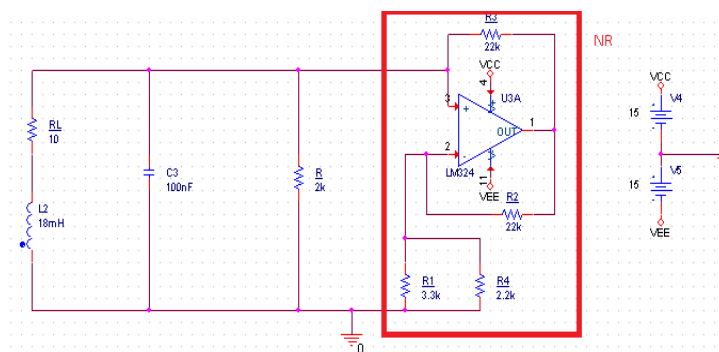 R3
22k
NR
VCC
4
U3A
3
+
V+
OUT
1
2
-
V-
LM324
11
VEE
R2
22k
RL
10
L2
18mH
C3
100nF
R
2k
R1
3.3k
R4
2.2k
0
VCC
V4
15
V5
15
VEE